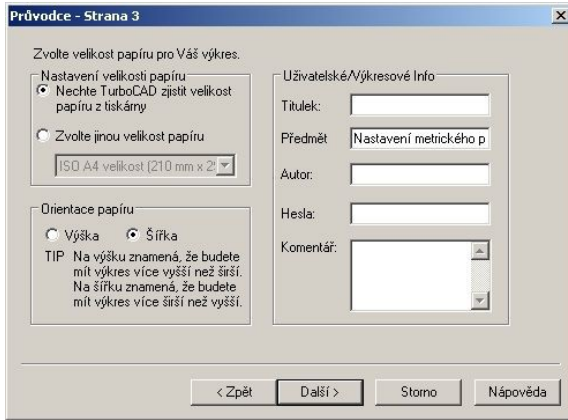 Průvodce - Strana 3
Zvolte velikost papíru pro Váš výkres.
Nastavení velikosti papíru
Nechte TurboCAD zjistit velikost
papíru z tiskárny
Zvolte jinou velikost papíru
ISO A4 velikost (210 mm x 2
Orientace papíru
Výška
Šířka
TIP Na výšku znamená, že budete
mít výkres více vyšší než širší.
Na šířku znamená, že budete
mít výkres více širší než vyšší.
Uživatelské/Výkresové Info
Titulek:
Předmět
Nastavení metrického p
Autor:
Hesla:
Komentář:
< Zpět
Další >
Storno
Nápověda